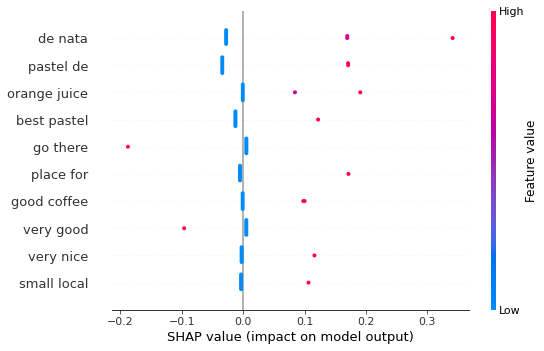 High
de nata
pastel de
orange juice
best pastel
go there
place for
good coffee
very good
very nice
small local
Feature value
Low
−0.2 −0.1 0.0 0.1 0.2 0.3
SHAP value (impact on model output)